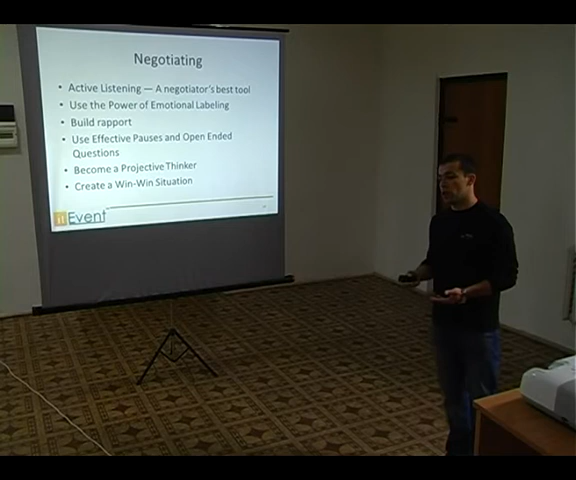 Negotiating
• Active Listening — A negotiator's best tool
• Use the Power of Emotional Labeling
• Build rapport
• Use Effective Pauses and Open Ended
Questions
• Become a Projective Thinker
• Create a Win-Win Situation
itEvent